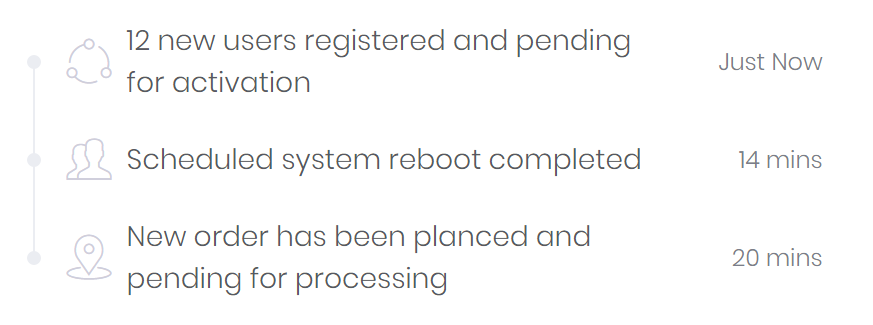 12 new users registered and pending
for activation
Just Now
Scheduled system reboot completed
14 mins
New order has been planced and
pending for processing
20 mins